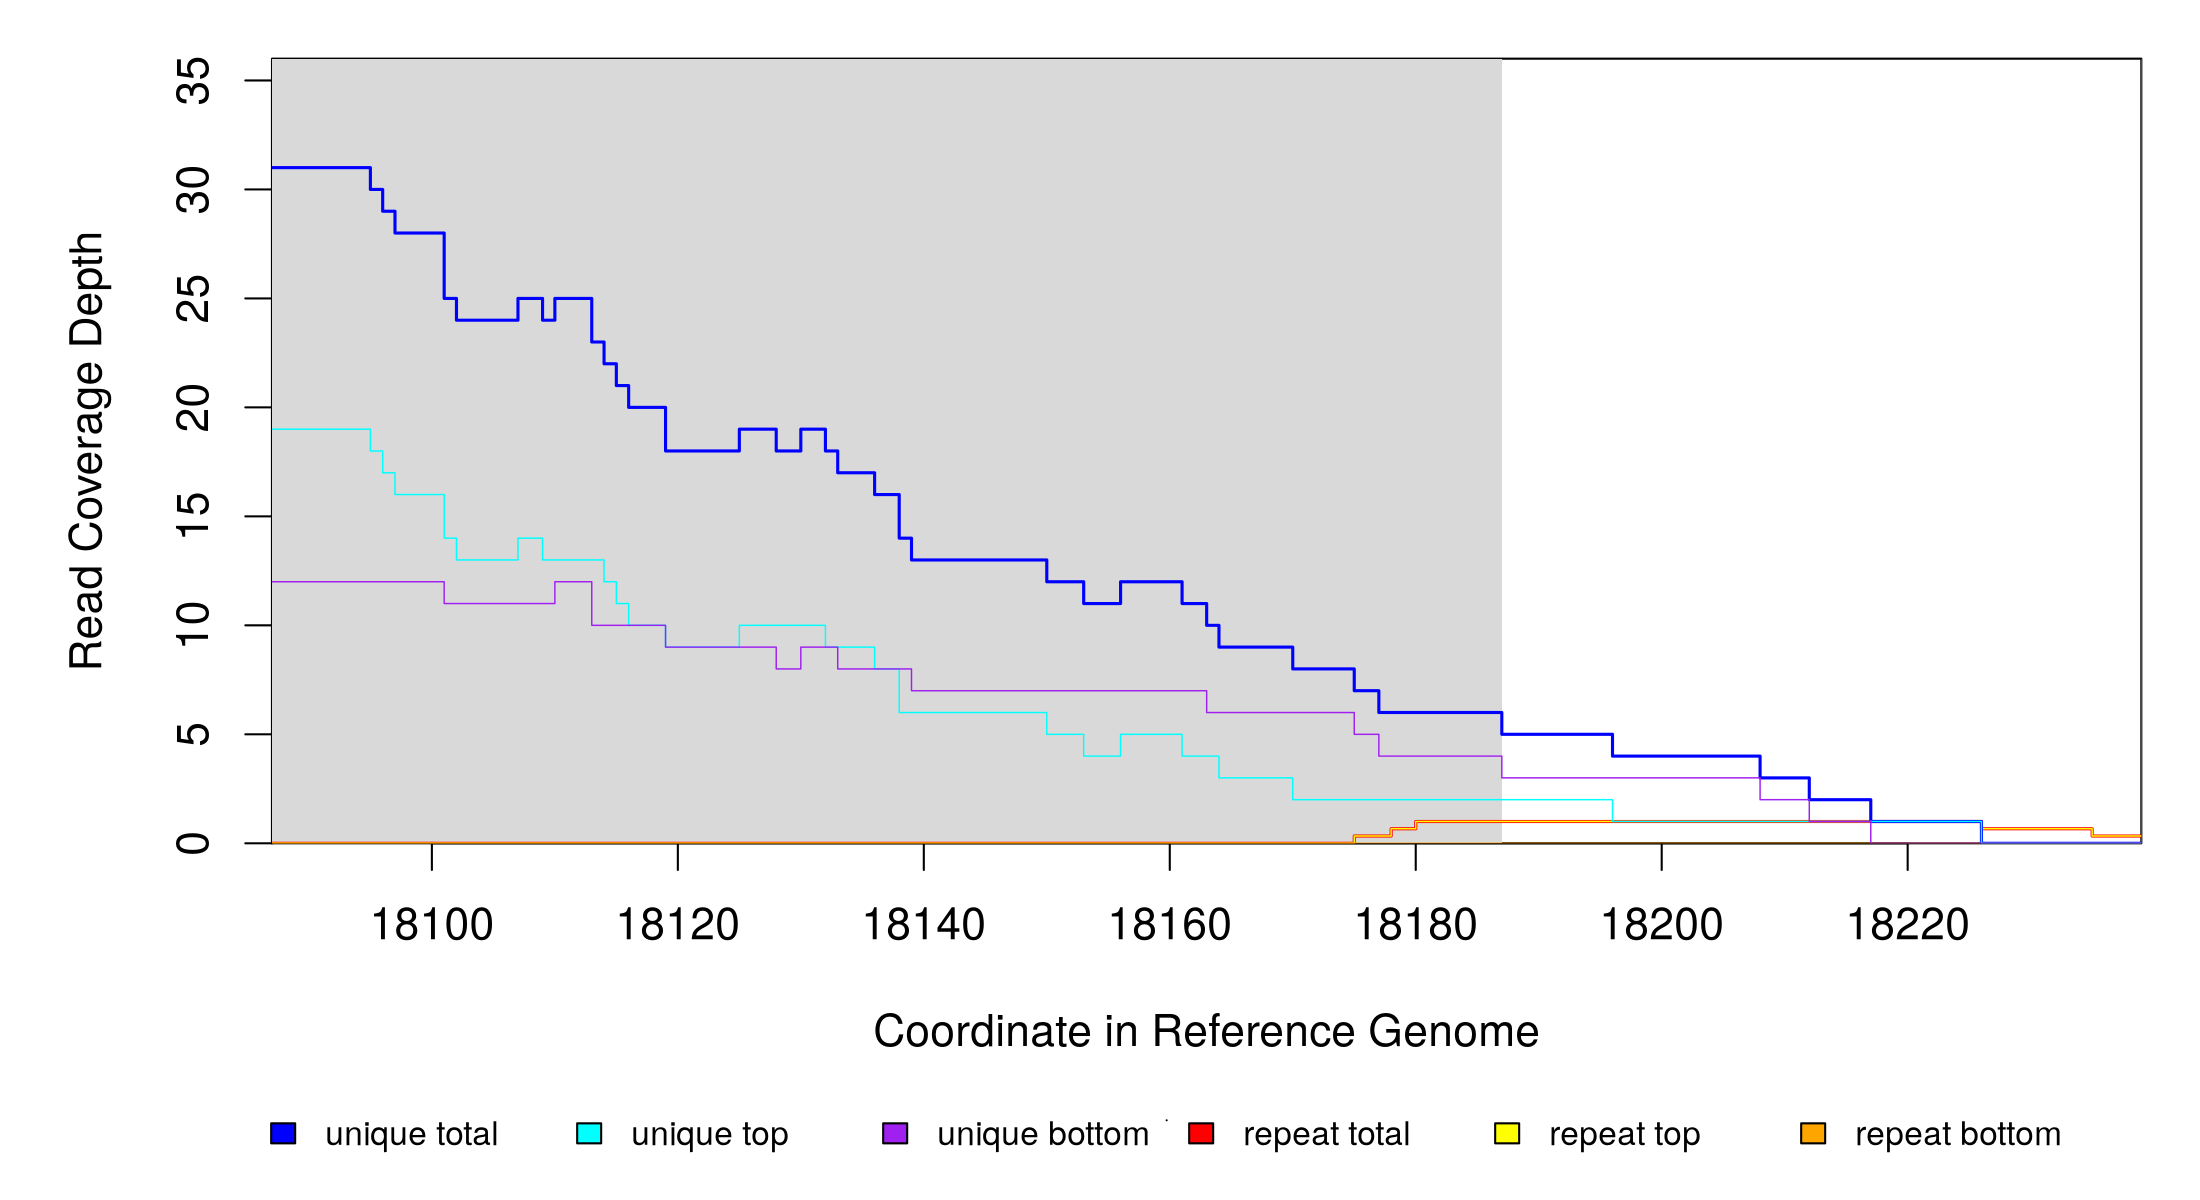 Read Coverage Depth
35
30
25
20
15
10
5
0
18100 18120 18140 18160 18180 18200 18220
Coordinate in Reference Genome
unique total unique top unique bottom repeat total repeat top repeat bottom